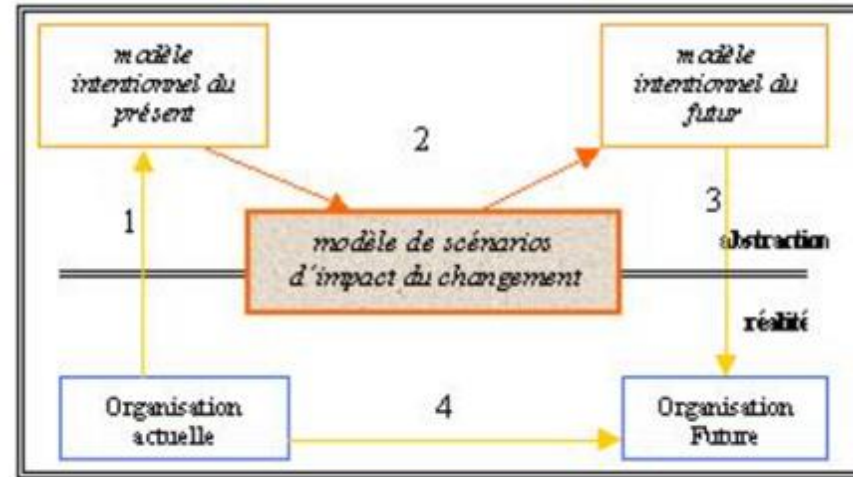 modèle
intentionnel du
présent
modèle
intentionnel du
futur
2
1
3
modèle de scénarios
d´impact du changement
abstraction
réalité
Organisation
actuelle
4
Organisation
Future